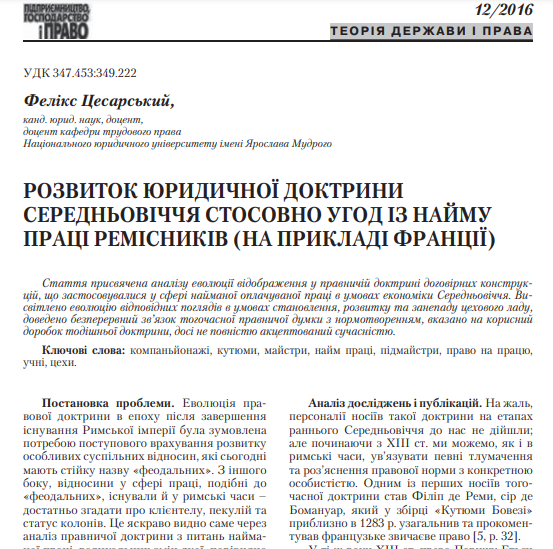 ПІДПРИЄМНИЦТВО,
ГОСПОДАРСТВО
І ПРАВО
12/2016
ТЕОРІЯ ДЕРЖАВИ І ПРАВА
УДК 347.453:349.222
Фелікс Цесарський,
канд. юрид. наук, доцент,
доцент кафедри трудового права
Національного юридичного університету імені Ярослава Мудрого
РОЗВИТОК ЮРИДИЧНОЇ ДОКТРИНИ
СЕРЕДНЬОВІЧЧЯ СТОСОВНО УГОД ІЗ НАЙМУ
ПРАЦІ РЕМІСНИКІВ (НА ПРИКЛАДІ ФРАНЦІЇ)
Стаття присвячена аналізу еволюції відображення у правничій доктрині договірних конструк-
цій, що застосовувалися у сфері найманої оплачуваної праці в умовах економіки Середньовіччя. Ви-
світлено еволюцію відповідних поглядів в умовах становлення, розвитку та занепаду цехового ладу,
доведено безперервний зв’язок тогочасної правничої думки з нормотворенням, вказано на корисний
доробок тодішньої доктрини, досі не повністю акцептований сучасністю.
Ключові слова: компаньйонажі, кутюми, майстри, найм праці, підмайстри, право на працю,
учні, цехи.
Постановка проблеми. Еволюція пра-
вової доктрини в епоху після завершення
існування Римської імперії була зумовлена
потребою поступового врахування розвитку
особливих суспільних відносин, які сьогодні
мають стійку назву «феодальних». З іншого
боку, відносини у сфері праці, подібні до
«феодальних», існували й у римські часи –
достатньо згадати про клієнтелу, пекулій та
статус колонів. Це яскраво видно саме через
аналіз правничої доктрини з питань найма-
Аналіз досліджень і публікацій. На жаль,
персоналії носіїв такої доктрини на етапах
раннього Середньовіччя до нас не дійшли;
але починаючи з XIII ст. ми можемо, як і в
римські часи, ув’язувати певні тлумачення
та роз’яснення правової норми з конкретною
особистістю. Одним із перших носіїв того-
часної доктрини став Філіп де Реми, сір де
Бомануар, який у збірці «Кутюми Бовезі»
приблизно в 1283 р. узагальнив та прокомен-
тував французьке звичаєве право [5, р. 32].